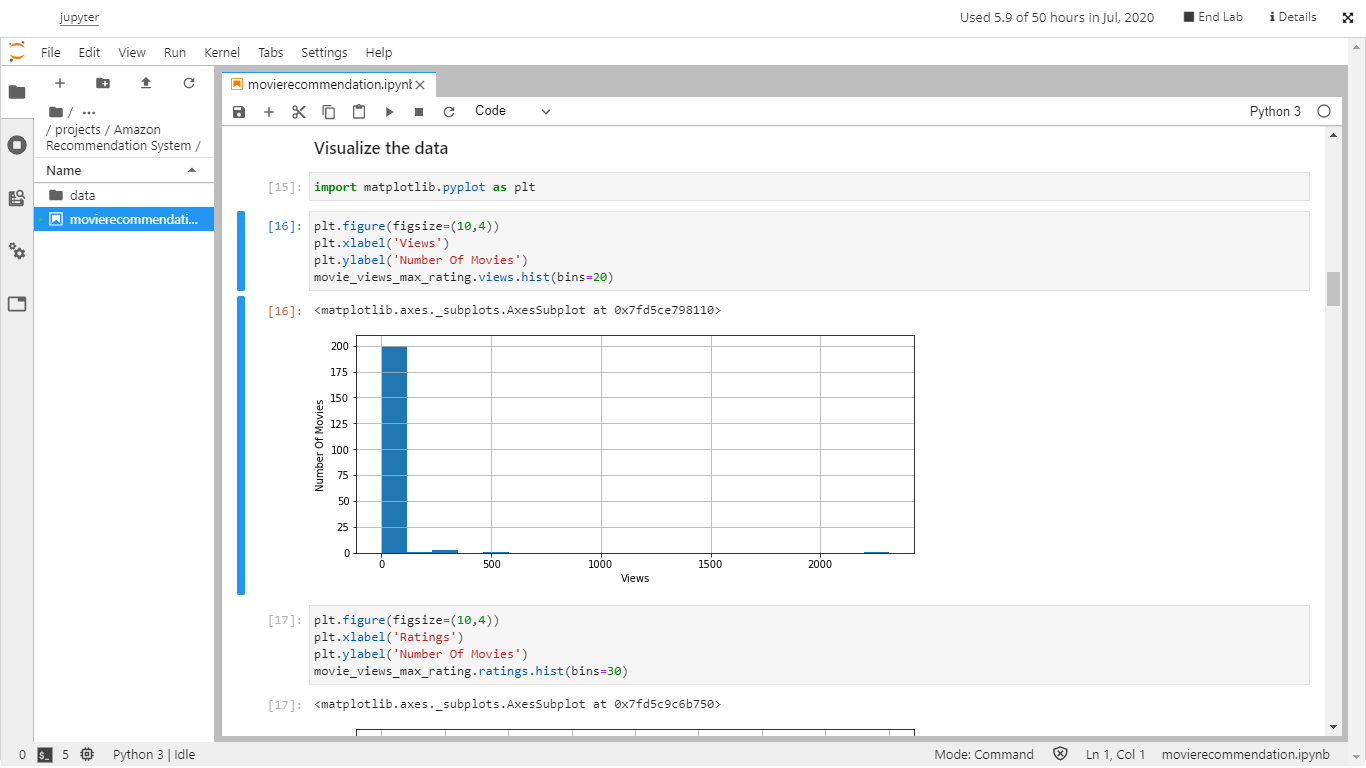 jupyter
Used 5.9 of 50 hours in Jul, 2020
End Lab
Details
File Edit View Run Kernel Tabs Settings Help
/ ...
/ projects / Amazon
Recommendation System /
Name
data
movierecommendati...
movierecommendation.ipynb
Code
Python 3
Visualize the data
[15]: import matplotlib.pyplot as plt
[16]: plt.figure(figsize=(10,4))
plt.xlabel('Views')
plt.ylabel('Number Of Movies')
movie_views_max_rating.views.hist(bins=20)
[16]: <matplotlib.axes._subplots.AxesSubplot at 0x7fd5ce798110>
200
175
150
125
100
75
50
25
0
Number Of Movies
0 500 1000 1500 2000
Views
[17]: plt.figure(figsize=(10,4))
plt.xlabel('Ratings')
plt.ylabel('Number Of Movies')
movie_views_max_rating.ratings.hist(bins=30)
[17]: <matplotlib.axes._subplots.AxesSubplot at 0x7fd5c9c6b750>
0 $_ 5 Python 3 | Idle
Mode: Command Ln 1, Col 1 movierecommendation.ipynb